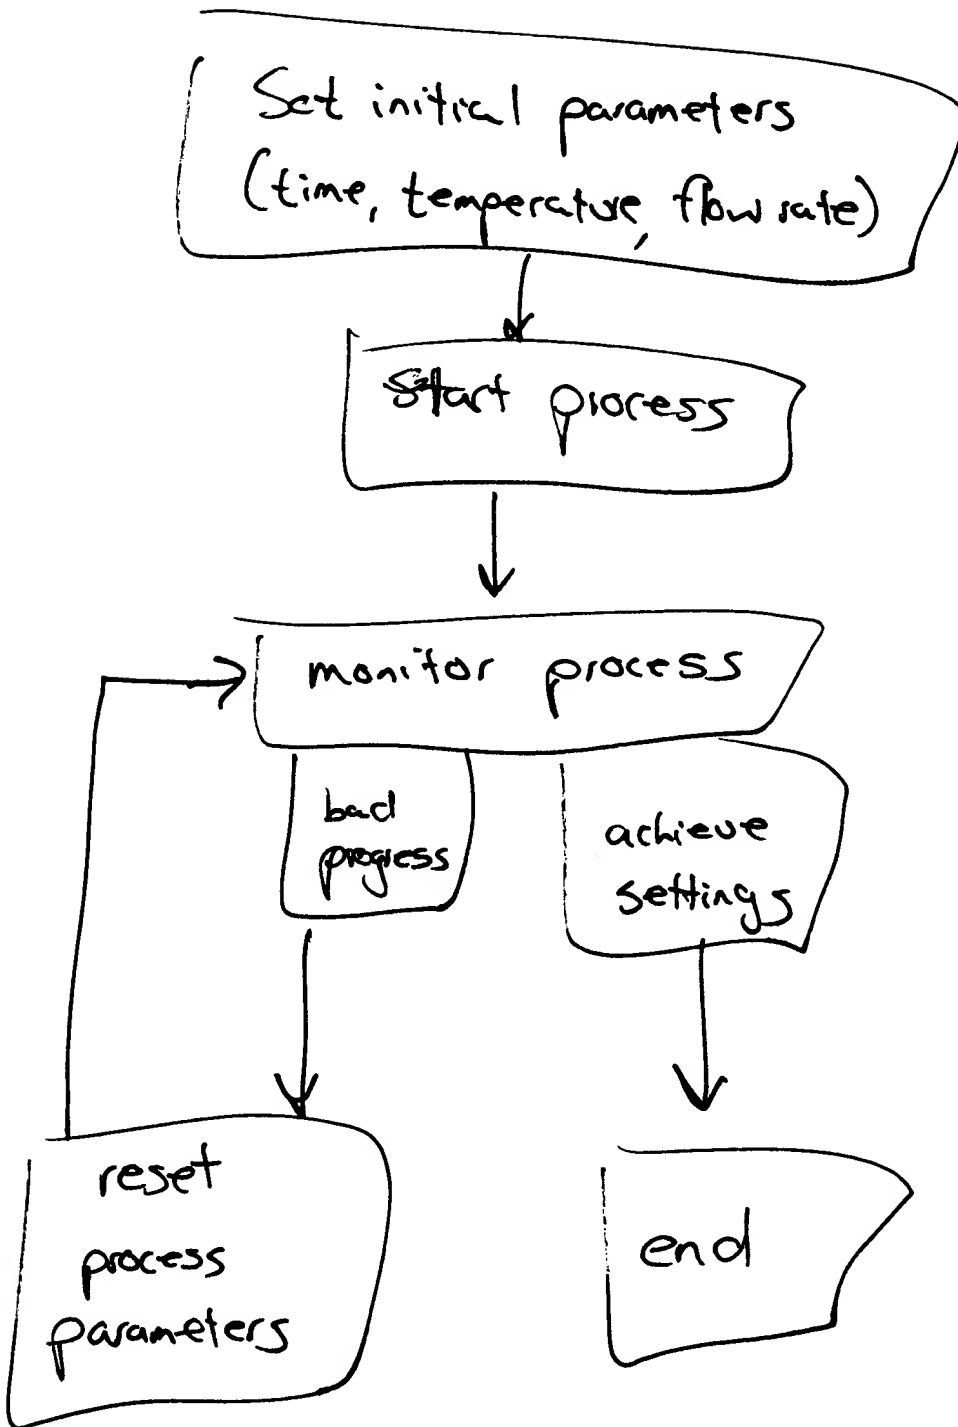 Set initial parameters
(time, temperature, flow rate)
Start process
monitor process
bad
progress
achieve
settings
reset
process
parameters
end